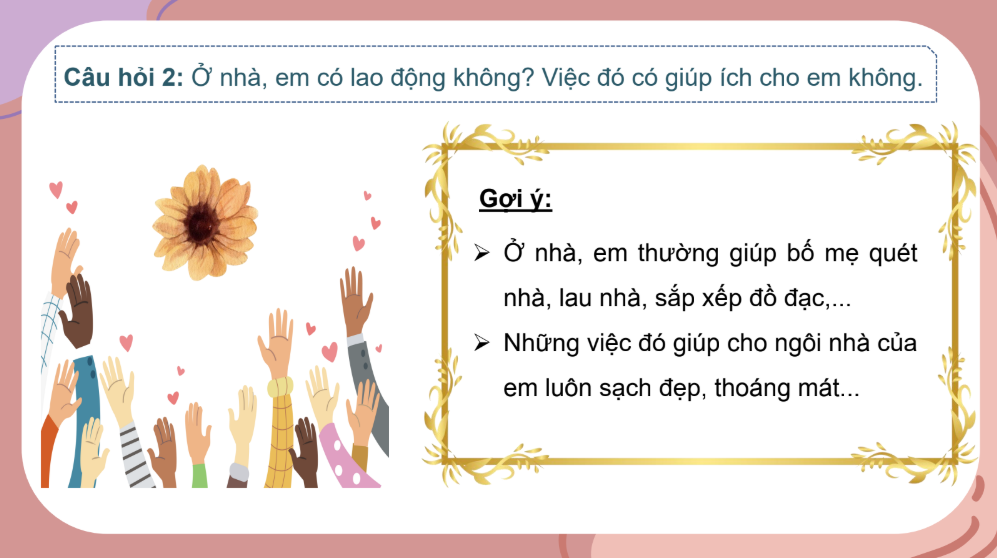 Câu hỏi 2: Ở nhà, em có lao động không? Việc đó có giúp ích cho em không.
Gợi ý:
➢ Ở nhà, em thường giúp bố mẹ quét
nhà, lau nhà, sắp xếp đồ đạc,...
➢ Những việc đó giúp cho ngôi nhà của
em luôn sạch đẹp, thoáng mát...